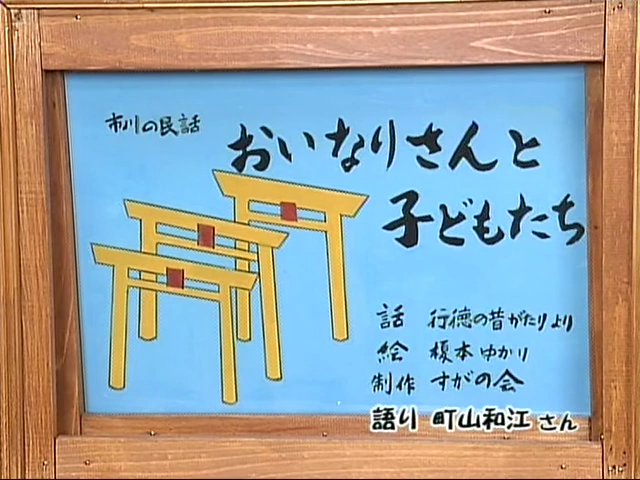 市川の民話
おいなりさんと
子どもたち
話 行徳の昔がたりより
絵 榎本ゆかり
制作 すがの会
語り 町山和江さん